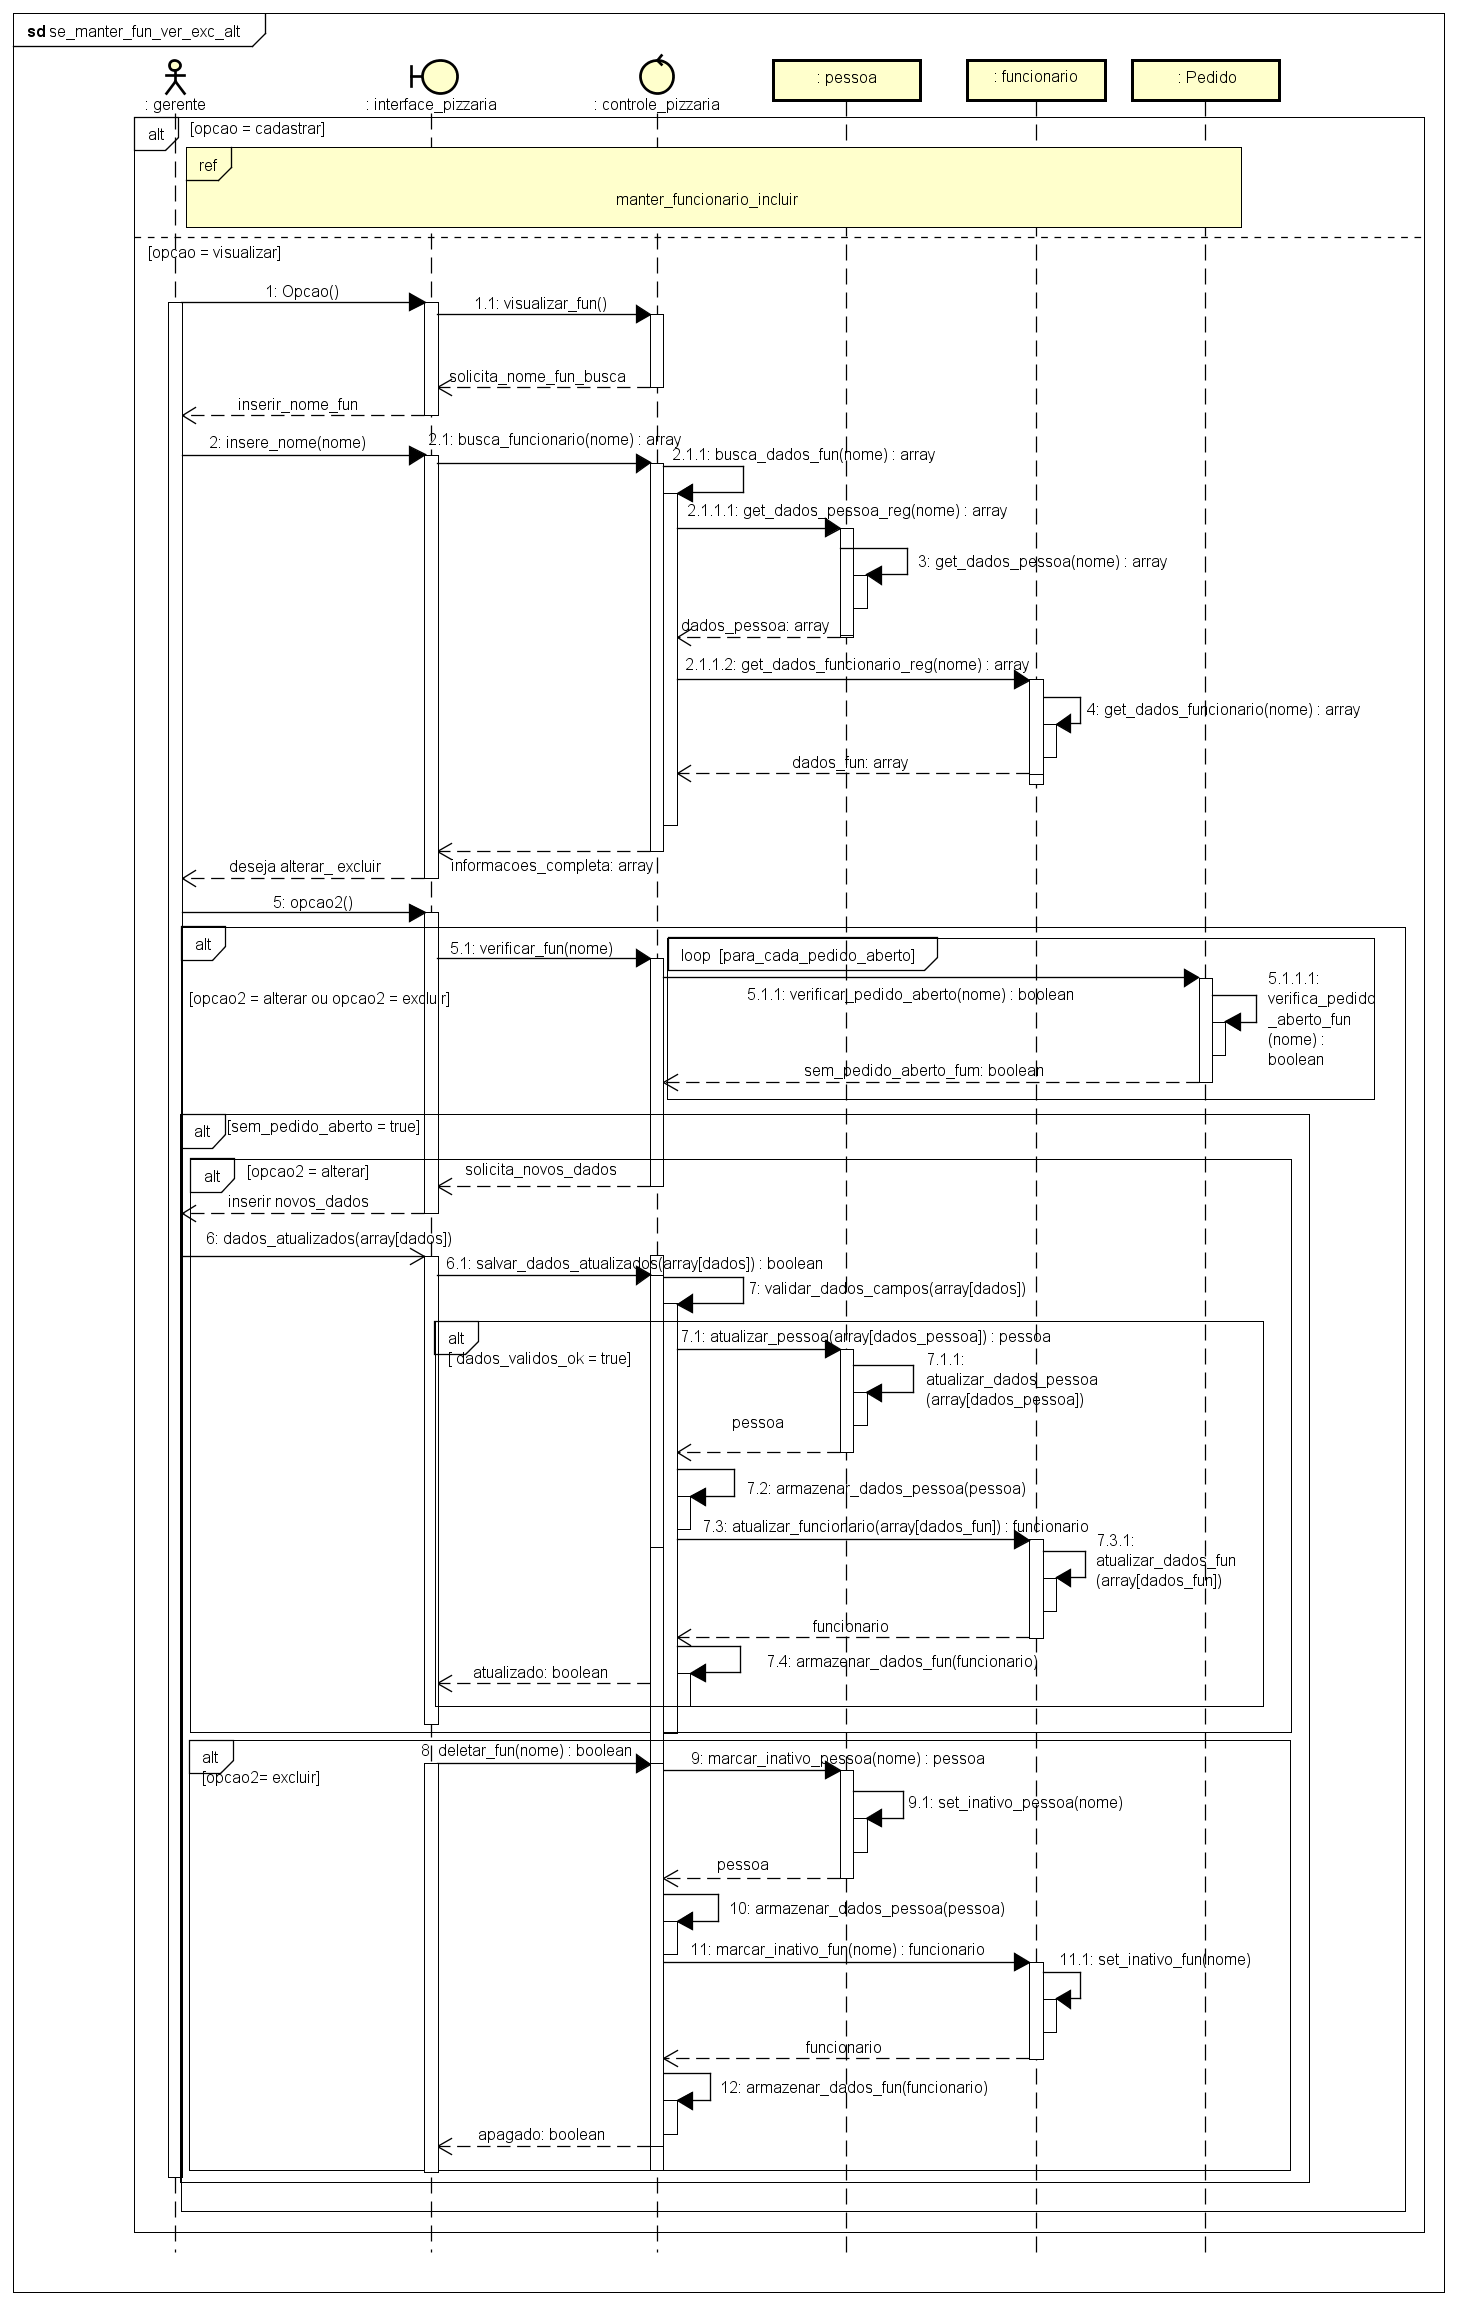 sd se_manter_fun_ver_exc_alt
: gerente
: interface_pizzaria
: controle_pizzaria
: pessoa
: funcionario
: Pedido
alt
[opcao = cadastrar]
ref
manter_funcionario_incluir
[opcao = visualizar]
1: Opcao()
1.1: visualizar_fun()
solicita_nome_fun_busca
inserir_nome_fun
2: insere_nome(nome)
2.1: busca_funcionario(nome) : array
2.1.1: busca_dados_fun(nome) : array
2.1.1.1: get_dados_pessoa_reg(nome) : array
3: get_dados_pessoa(nome) : array
dados_pessoa: array
2.1.1.2: get_dados_funcionario_reg(nome) : array
4: get_dados_funcionario(nome) : array
dados_fun: array
informacoes_completa: array
deseja alterar_ excluir
5: opcao2()
alt
[opcao2 = alterar ou opcao2 = excluir]
5.1: verificar_fun(nome)
loop [para_cada_pedido_aberto]
5.1.1: verificar_pedido_aberto(nome) : boolean
5.1.1.1:
verifica_pedido
_aberto_fun
(nome) :
boolean
sem_pedido_aberto_fum: boolean
alt
[sem_pedido_aberto = true]
alt
[opcao2 = alterar]
solicita_novos_dados
inserir novos_dados
6: dados_atualizados(array[dados])
6.1: salvar_dados_atualizados(array[dados]) : boolean
7: validar_dados_campos(array[dados])
alt
[ dados_validos_ok = true]
7.1: atualizar_pessoa(array[dados_pessoa]) : pessoa
7.1.1:
atualizar_dados_pessoa
(array[dados_pessoa])
pessoa
7.2: armazenar_dados_pessoa(pessoa)
7.3: atualizar_funcionario(array[dados_fun]) : funcionario
7.3.1:
atualizar_dados_fun
(array[dados_fun])
funcionario
7.4: armazenar_dados_fun(funcionario)
atualizado: boolean
alt
[opcao2= excluir]
8: deletar_fun(nome) : boolean
9: marcar_inativo_pessoa(nome) : pessoa
9.1: set_inativo_pessoa(nome)
pessoa
10: armazenar_dados_pessoa(pessoa)
11: marcar_inativo_fun(nome) : funcionario
11.1: set_inativo_fun(nome)
funcionario
12: armazenar_dados_fun(funcionario)
apagado: boolean